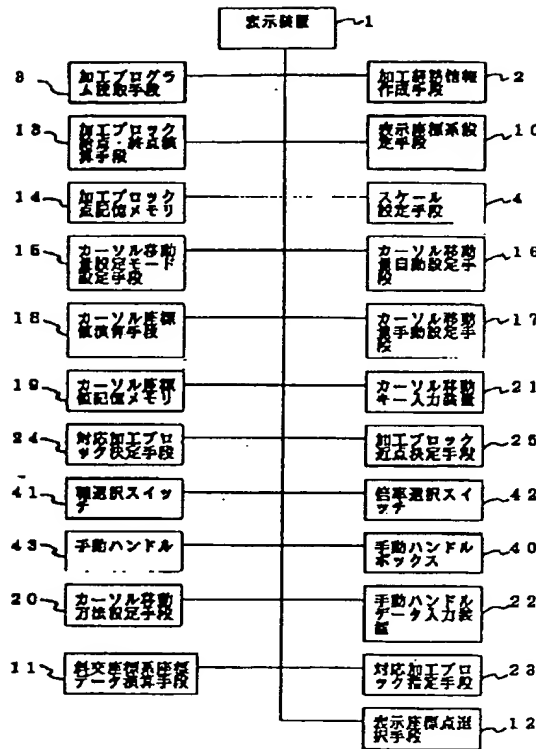 表示装置
1
3
加工プログラ
ム読取手段
加工経路情報
作成手段
2
13
加工ブロック
始点・終点演
算手段
表示座標系設
定手段
10
14
加工ブロック
点記憶メモリ
スケール
設定手段
4
15
カーソル移動
量設定モード
設定手段
カーソル移動
量自動設定手
段
16
18
カーソル座標
値演算手段
カーソル移動
量手動設定手
段
17
19
カーソル座標
値記憶メモリ
カーソル移動
キー入力装置
21
24
対応加工ブロ
ック決定手段
加工ブロック
近点決定手段
25
41
軸選択スイッ
チ
倍率選択スイ
ッチ
42
43
手動ハンドル
手動ハンドル
ボックス
40
20
カーソル移動
方法設定手段
手動ハンドル
データ入力装
置
22
11
斜交座標系座標
データ演算手段
対応加工ブロ
ック指定手段
23
表示座標点選
択手段
12